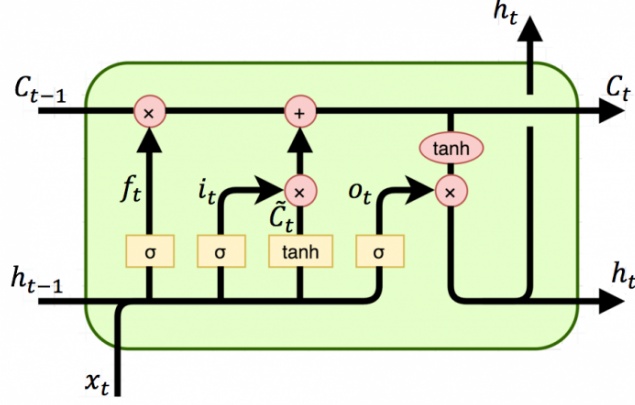 h_t
C_{t-1} × + C_t
tanh
f_t i_t × o_t ×
C̃_t
σ σ tanh σ
h_{t-1} h_t
x_t